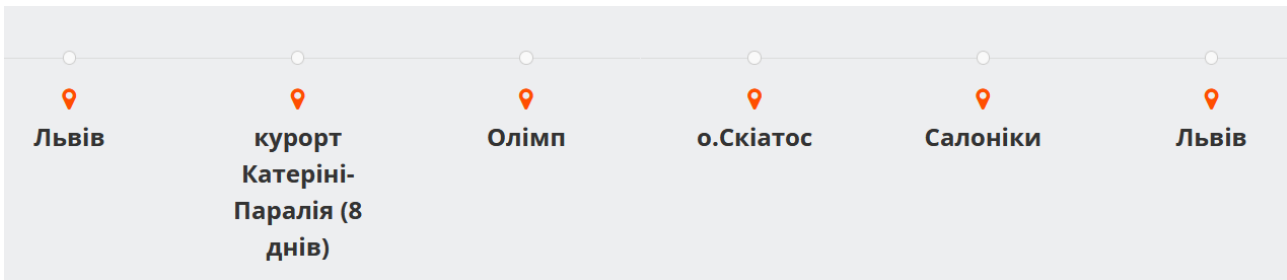 Львів
курорт
Катеріні-
Паралія (8
днів)
Олімп
о.Скіатос
Салоніки
Львів